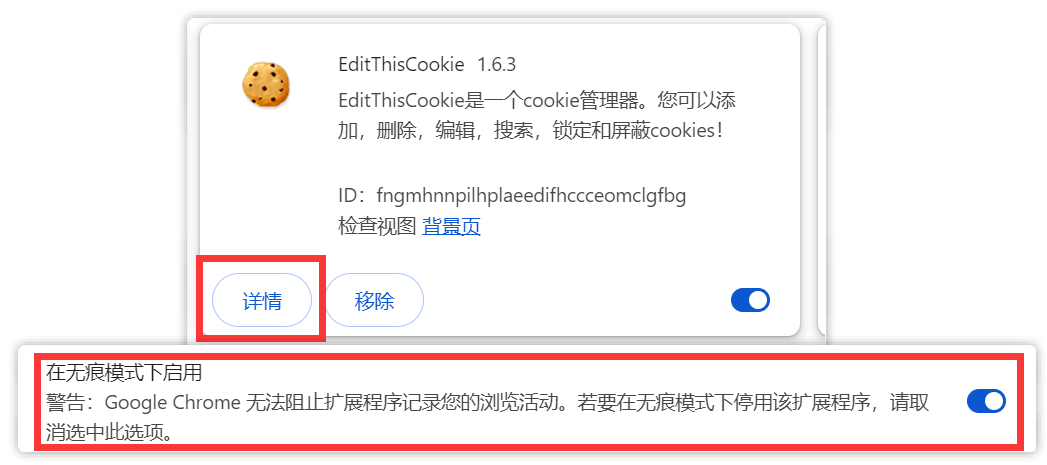 EditThisCookie 1.6.3
EditThisCookie是一个cookie管理器。您可以添
加，删除，编辑，搜索，锁定和屏蔽cookies！
ID：fngmhnnpilhplaeedifhccceomclgfbg
检查视图 背景页
详情 移除
在无痕模式下启用
警告：Google Chrome 无法阻止扩展程序记录您的浏览活动。若要在无痕模式下停用该扩展程序，请取
消选中此选项。